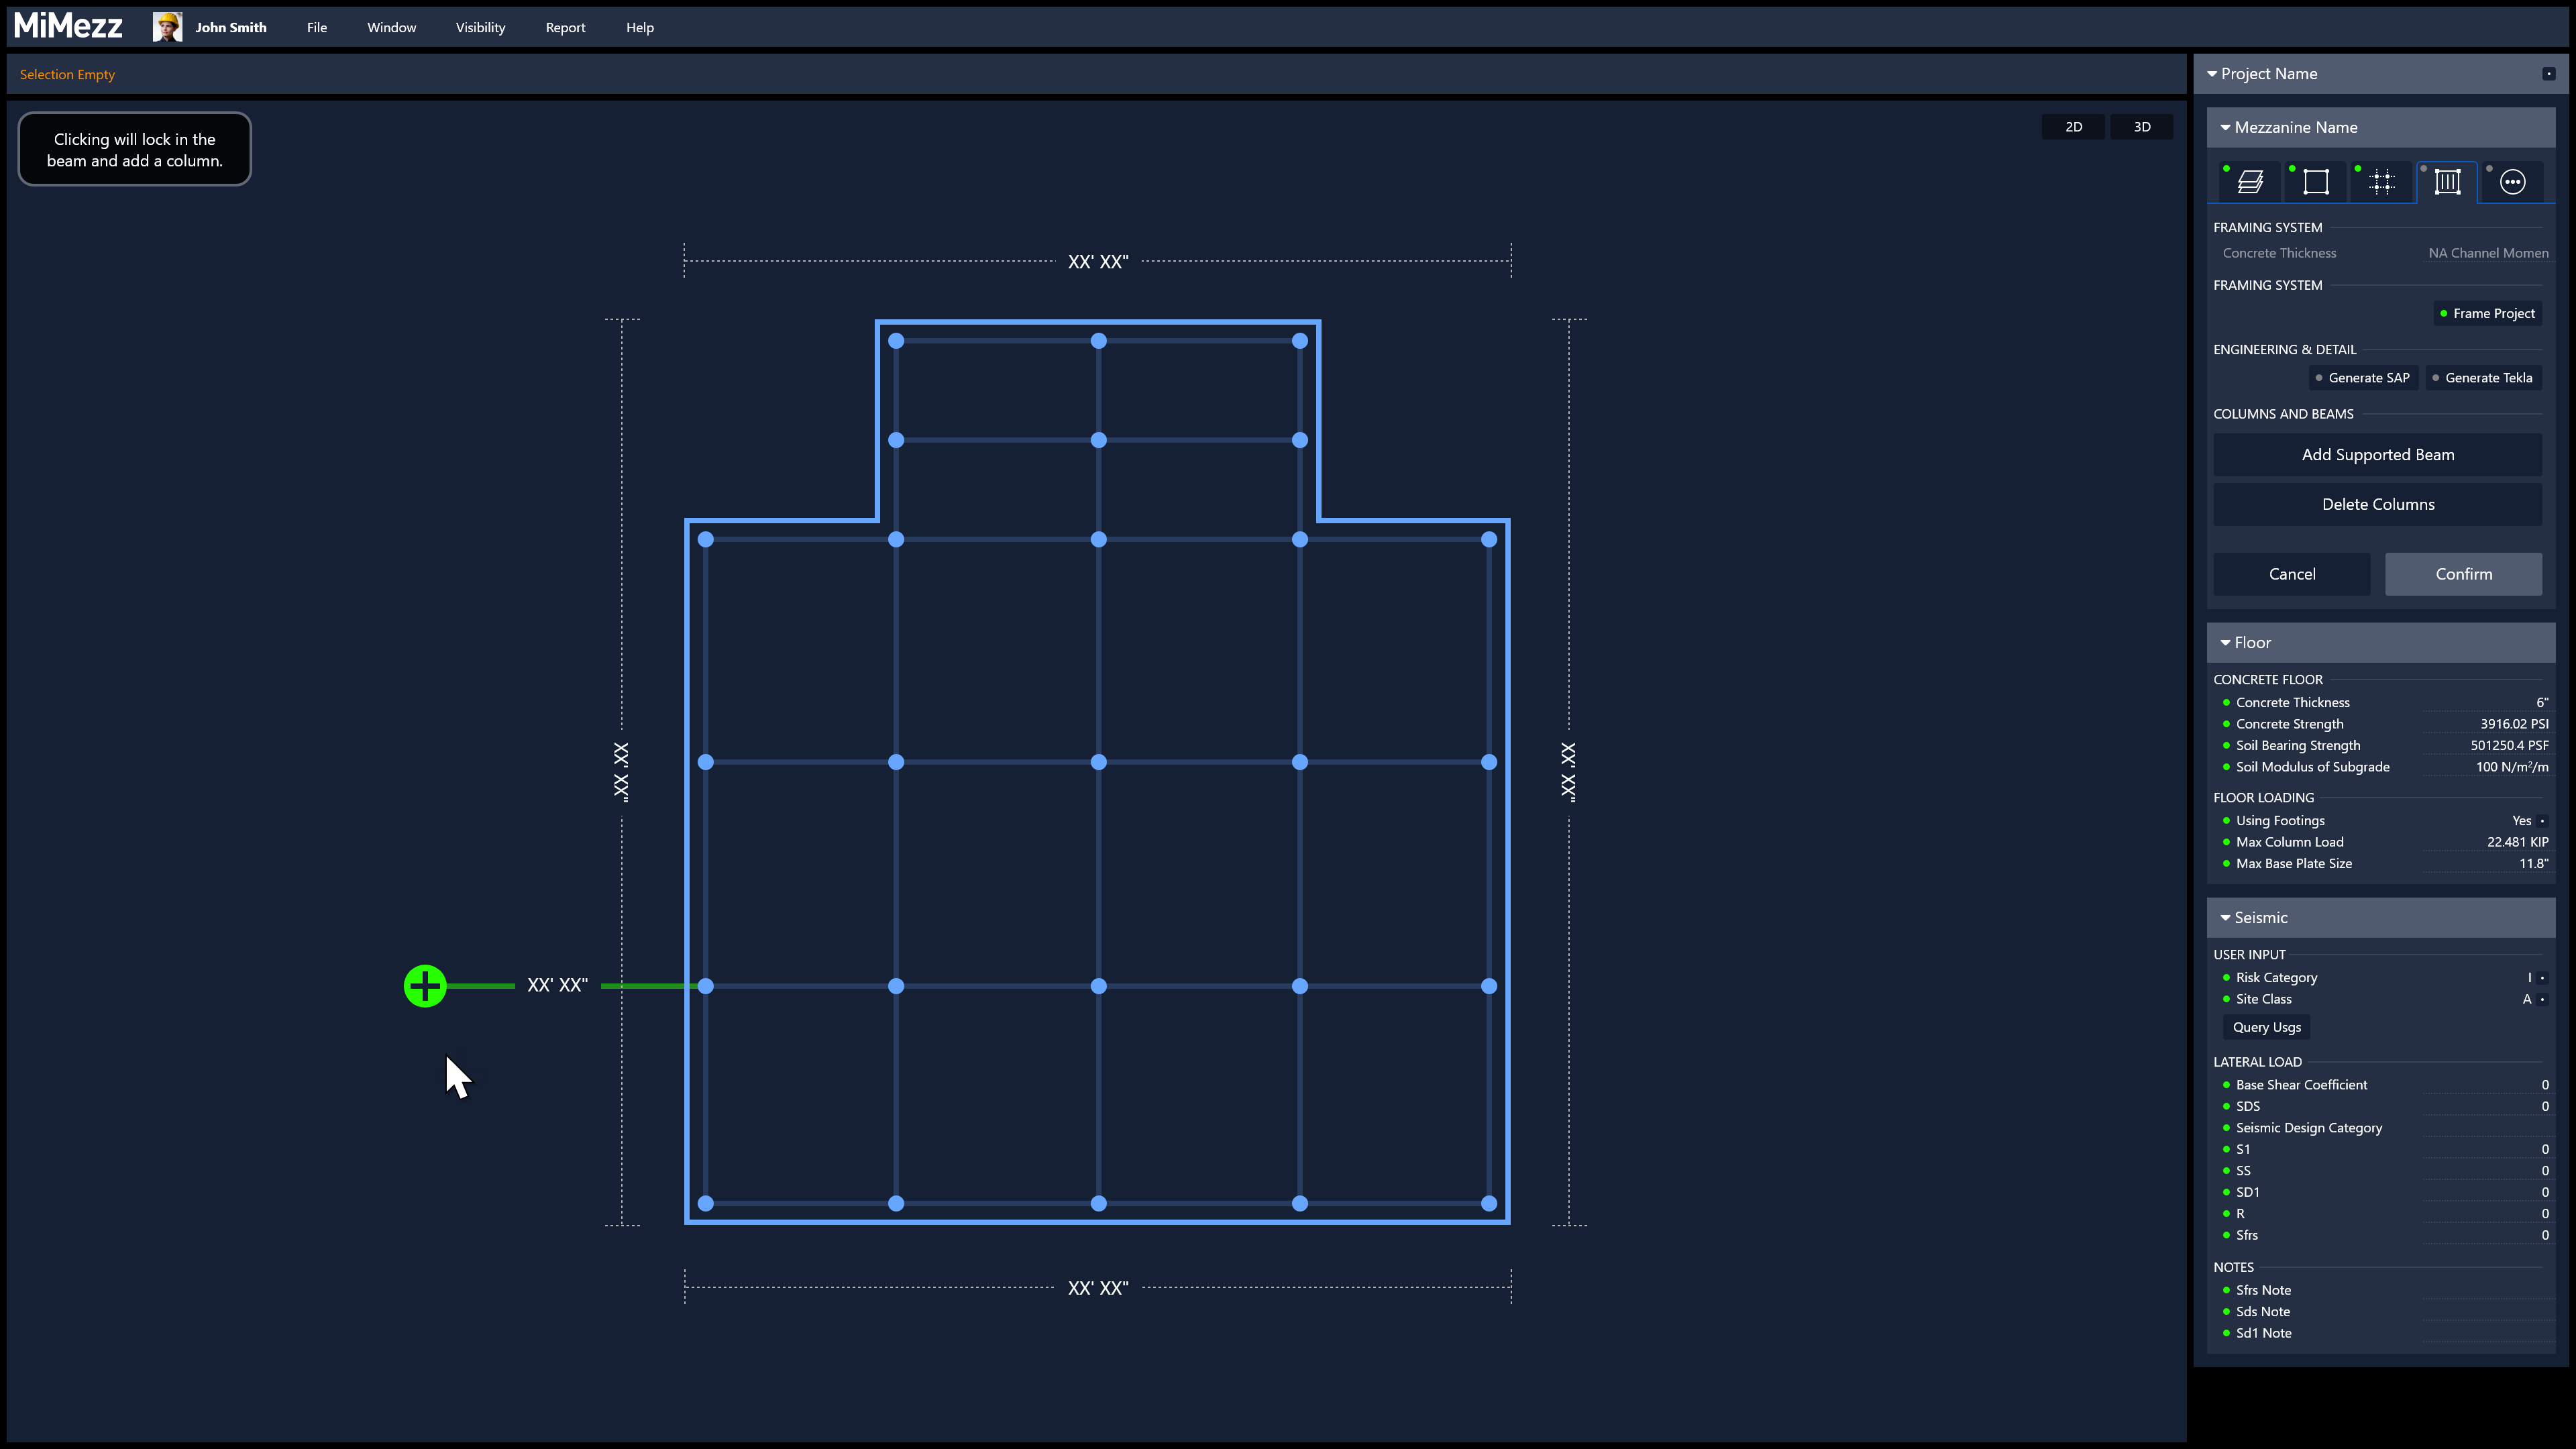 MiMezz
John Smith
File
Window
Visibility
Report
Help
Selection Empty
Clicking will lock in the
beam and add a column.
2D
3D
XX' XX"
XX' XX"
XX' XX"
XX' XX"
XX' XX"
Project Name
Mezzanine Name
FRAMING SYSTEM
Concrete Thickness NA Channel Momen
FRAMING SYSTEM
Frame Project
ENGINEERING & DETAIL
Generate SAP Generate Tekla
COLUMNS AND BEAMS
Add Supported Beam
Delete Columns
Cancel Confirm
Floor
CONCRETE FLOOR
Concrete Thickness 6"
Concrete Strength 3916.02 PSI
Soil Bearing Strength 501250.4 PSF
Soil Modulus of Subgrade 100 N/m²/m
FLOOR LOADING
Using Footings Yes
Max Column Load 22.481 KIP
Max Base Plate Size 11.8"
Seismic
USER INPUT
Risk Category I
Site Class A
Query Usgs
LATERAL LOAD
Base Shear Coefficient 0
SDS 0
Seismic Design Category
S1 0
SS 0
SD1 0
R 0
Sfrs 0
NOTES
Sfrs Note
Sds Note
Sd1 Note